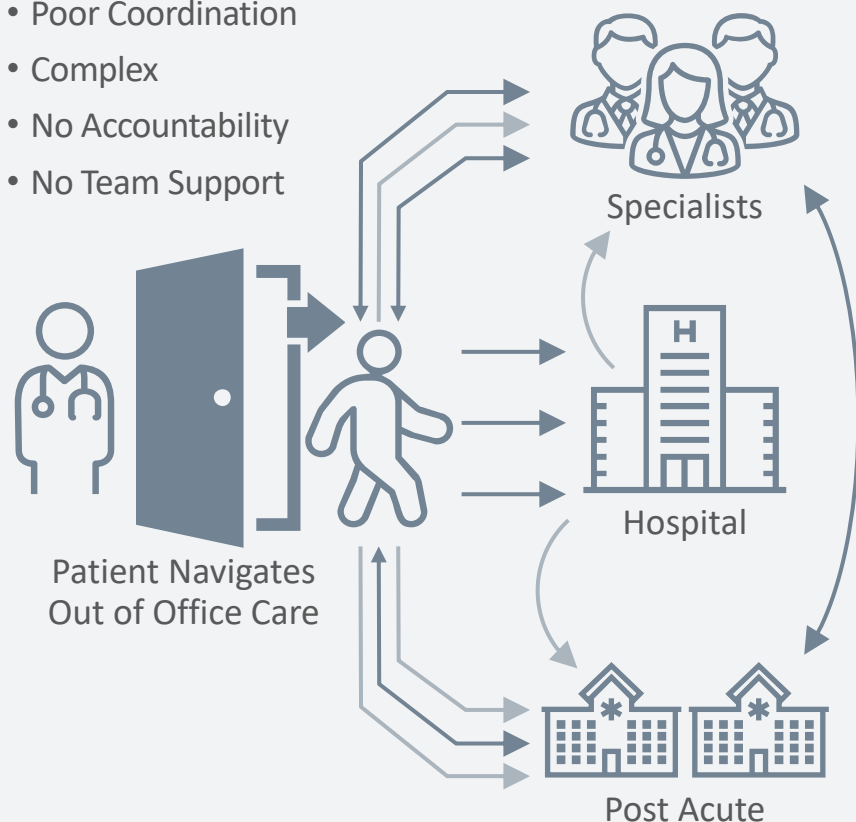 • Poor Coordination
• Complex
• No Accountability
• No Team Support
Specialists
H
Hospital
Patient Navigates
Out of Office Care
Post Acute